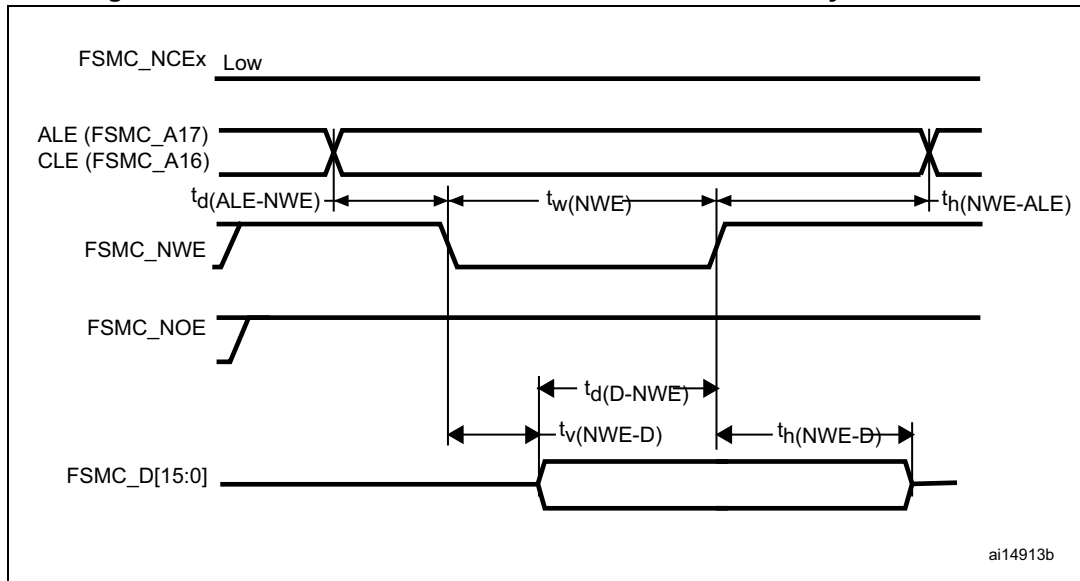 FSMC_NCEx Low
ALE (FSMC_A17)
CLE (FSMC_A16)
td(ALE-NWE) tw(NWE) th(NWE-ALE)
FSMC_NWE
FSMC_NOE
td(D-NWE)
tv(NWE-D) th(NWE-D)
FSMC_D[15:0]
ai14913b